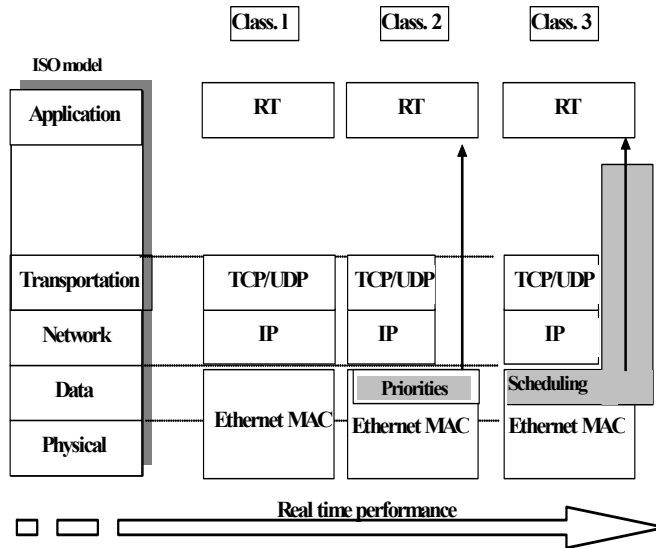 Class. 1
Class. 2
Class. 3
ISO model
Application
RT
RT
RT
Transportation
TCP/UDP
TCP/UDP
TCP/UDP
Network
IP
IP
IP
Data
Priorities
Scheduling
Ethernet MAC
Ethernet MAC
Ethernet MAC
Physical
Real time performance